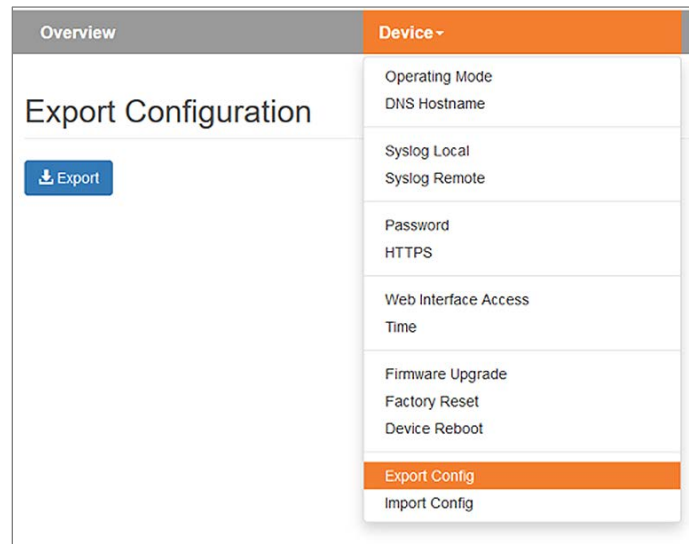 Overview
Device
Export Configuration
Export
Operating Mode
DNS Hostname
Syslog Local
Syslog Remote
Password
HTTPS
Web Interface Access
Time
Firmware Upgrade
Factory Reset
Device Reboot
Export Config
Import Config